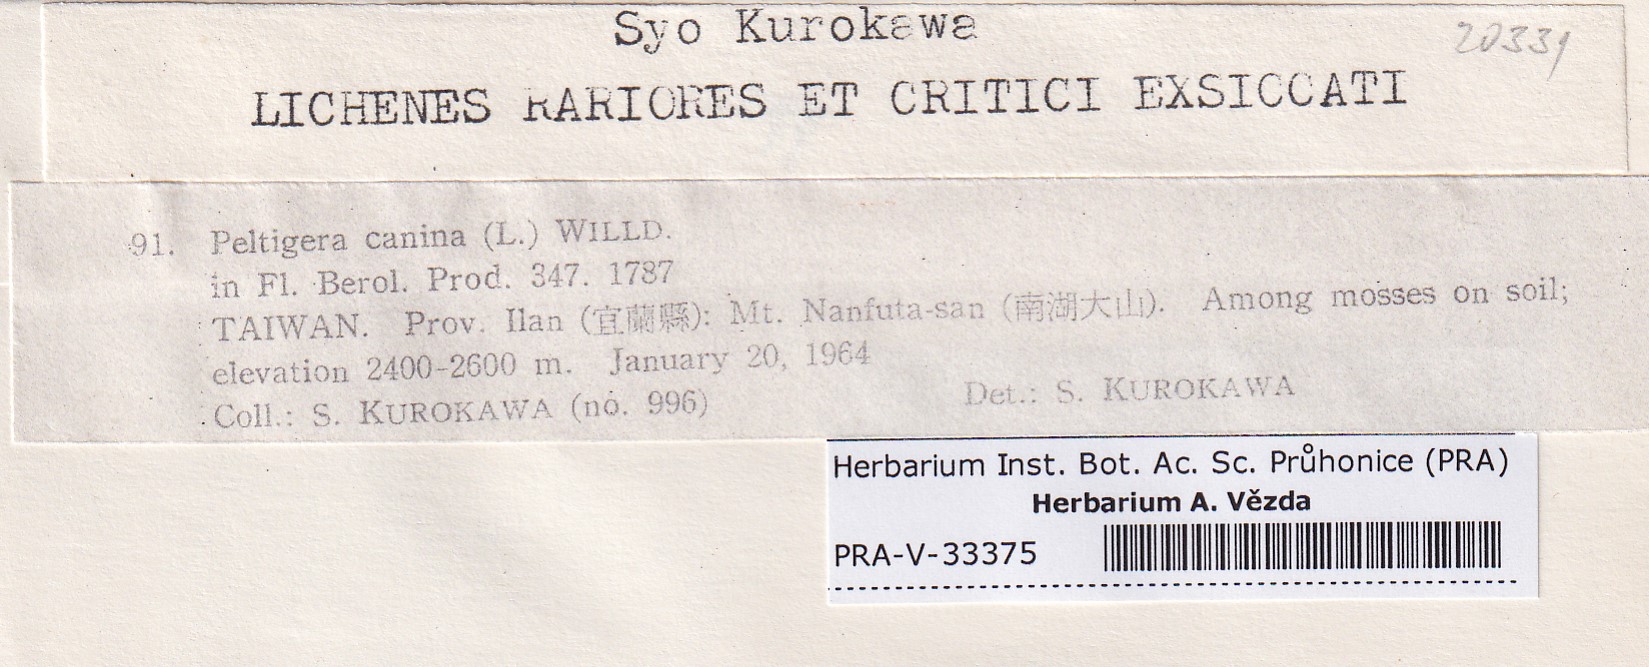 Syo Kurokawa
20331
LICHENES RARIORES ET CRITICI EXSICCATI
91. Peltigera canina (L.) WILLD.
in Fl. Berol. Prod. 347. 1787
TAIWAN. Prov. Ilan (宜蘭縣): Mt. Nanfuta-san (南湖大山). Among mosses on soil;
elevation 2400-2600 m. January 20, 1964
Coll.: S. KUROKAWA (no. 996) Det.: S. KUROKAWA
Herbarium Inst. Bot. Ac. Sc. Průhonice (PRA)
Herbarium A. Vězda
PRA-V-33375